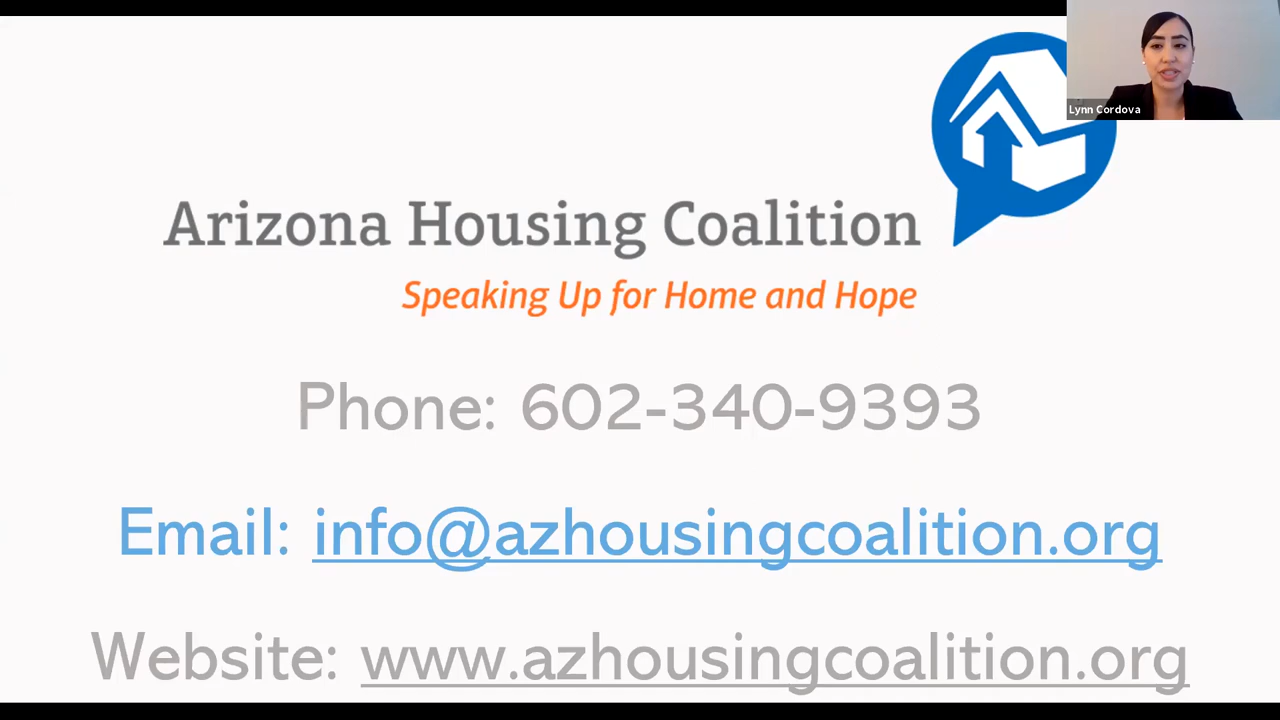 Lynn Cordova
Arizona Housing Coalition
Speaking Up for Home and Hope
Phone: 602-340-9393
Email: info@azhousingcoalition.org
Website: www.azhousingcoalition.org